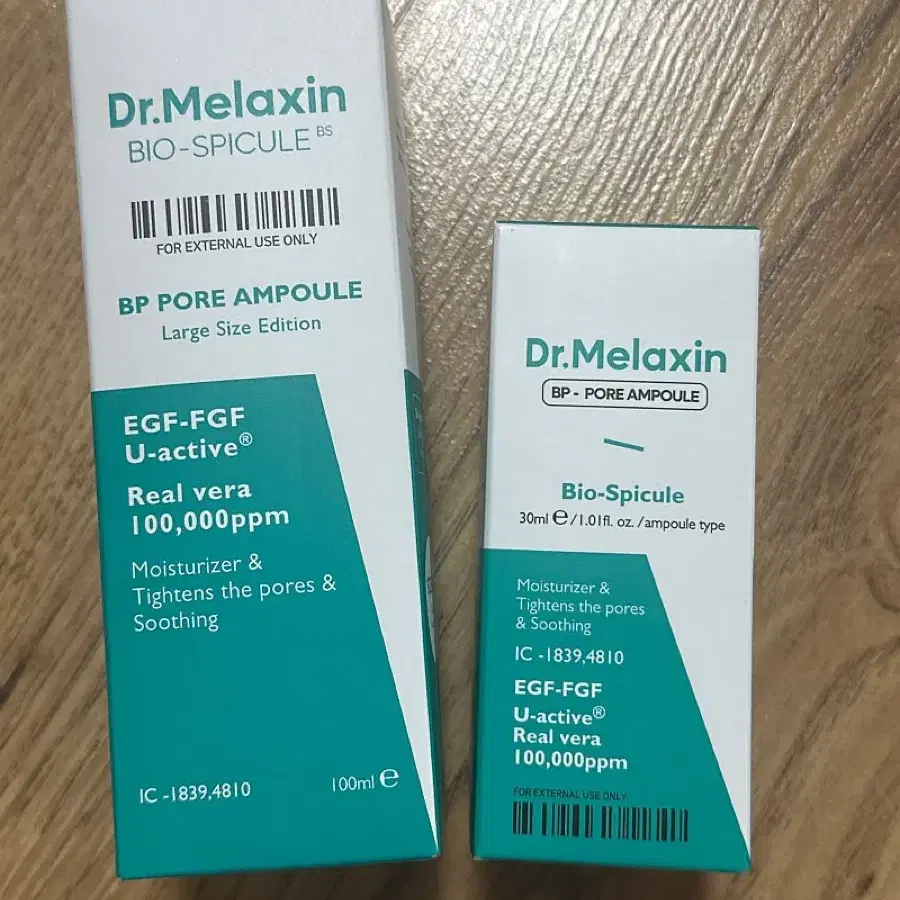 Dr.Melaxin
BIO-SPICULE BS
FOR EXTERNAL USE ONLY
BP PORE AMPOULE
Large Size Edition
EGF-FGF
U-active®
Real vera
100,000ppm
Moisturizer &
Tightens the pores &
Soothing
IC -1839,4810
100ml ℮
Dr.Melaxin
BP - PORE AMPOULE
Bio-Spicule
30ml ℮/1.01fl. oz. /ampoule type
Moisturizer &
Tightens the pores
& Soothing
IC -1839,4810
EGF-FGF
U-active®
Real vera
100,000ppm
FOR EXTERNAL USE ONLY